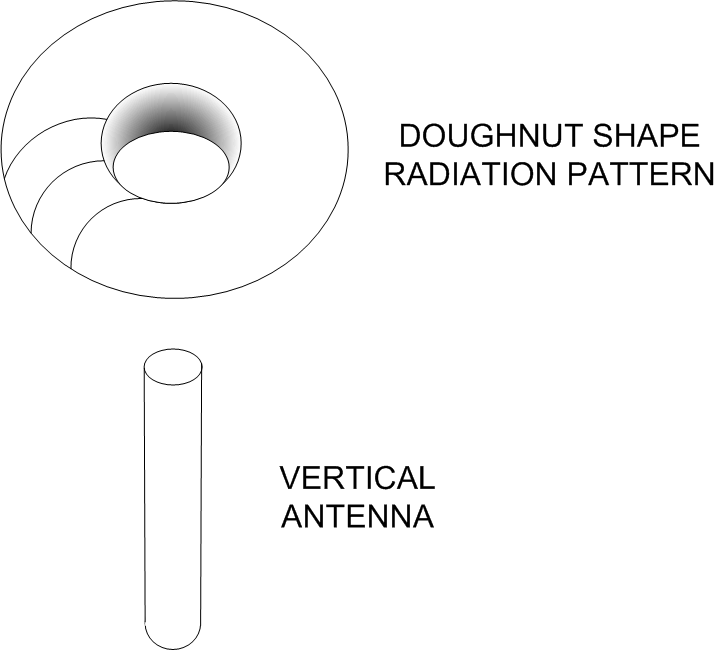 DOUGHNUT SHAPE
RADIATION PATTERN
VERTICAL
ANTENNA